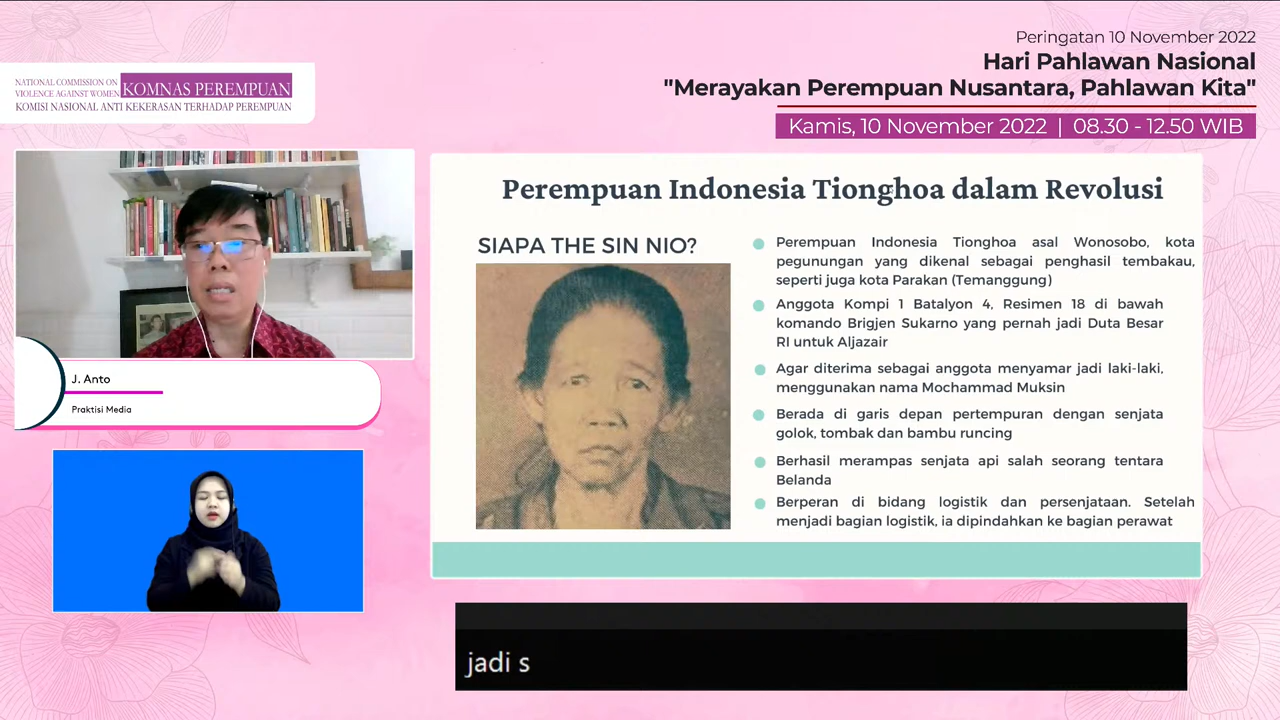 Peringatan 10 November 2022
Hari Pahlawan Nasional
"Merayakan Perempuan Nusantara, Pahlawan Kita"
Kamis, 10 November 2022 | 08.30 - 12.50 WIB
NATIONAL COMMISSION ON
VIOLENCE AGAINST WOMEN
KOMNAS PEREMPUAN
KOMISI NASIONAL ANTI KEKERASAN TERHADAP PEREMPUAN
J. Anto
Praktisi Media
Perempuan Indonesia Tionghoa dalam Revolusi
SIAPA THE SIN NIO?
Perempuan Indonesia Tionghoa asal Wonosobo, kota
pegunungan yang dikenal sebagai penghasil tembakau,
seperti juga kota Parakan (Temanggung)
Anggota Kompi 1 Batalyon 4, Resimen 18 di bawah
komando Brigjen Sukarno yang pernah jadi Duta Besar
RI untuk Aljazair
Agar diterima sebagai anggota menyamar jadi laki-laki,
menggunakan nama Mochammad Muksin
Berada di garis depan pertempuran dengan senjata
golok, tombak dan bambu runcing
Berhasil merampas senjata api salah seorang tentara
Belanda
Berperan di bidang logistik dan persenjataan. Setelah
menjadi bagian logistik, ia dipindahkan ke bagian perawat
jadi s